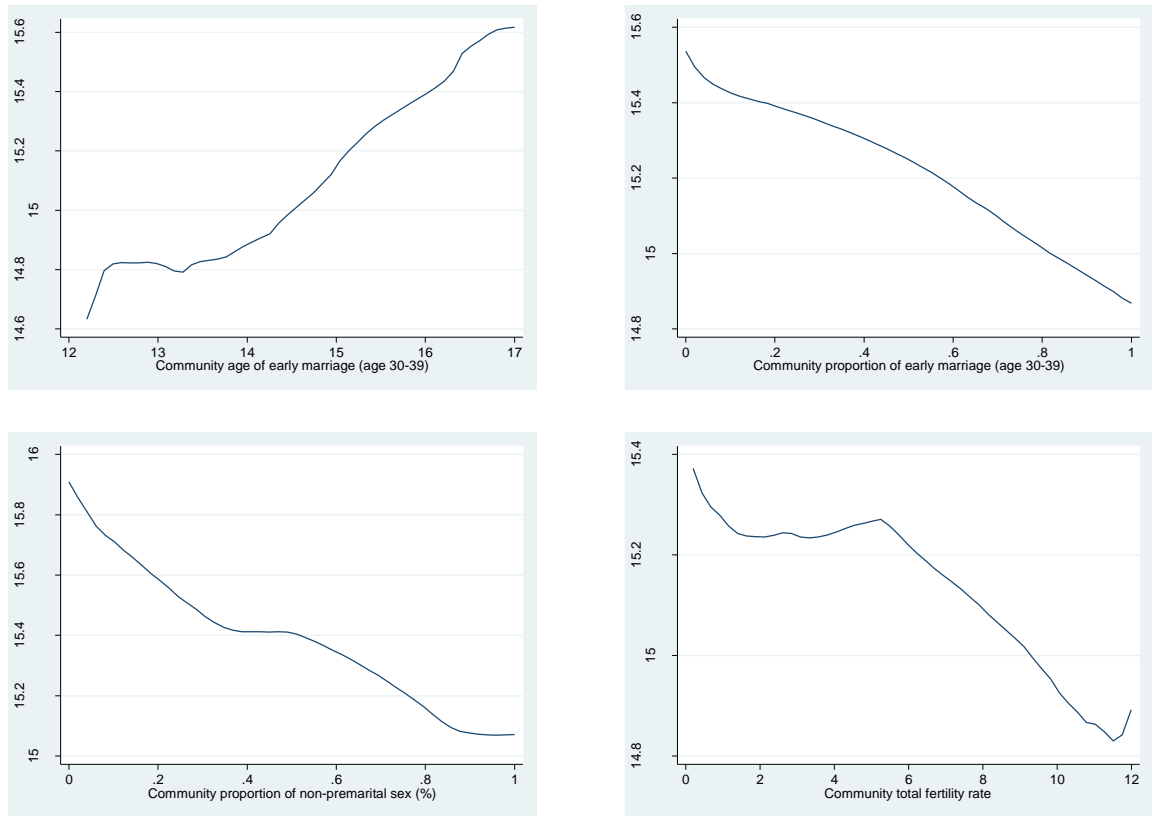 15.6
15.4
15.2
15
14.8
14.6
12 13 14 15 16 17
Community age of early marriage (age 30-39)
15.6
15.4
15.2
15
14.8
0 .2 .4 .6 .8 1
Community proportion of early marriage (age 30-39)
16
15.8
15.6
15.4
15.2
15
0 .2 .4 .6 .8 1
Community proportion of non-premarital sex (%)
15.4
15.2
15
14.8
0 2 4 6 8 10 12
Community total fertility rate